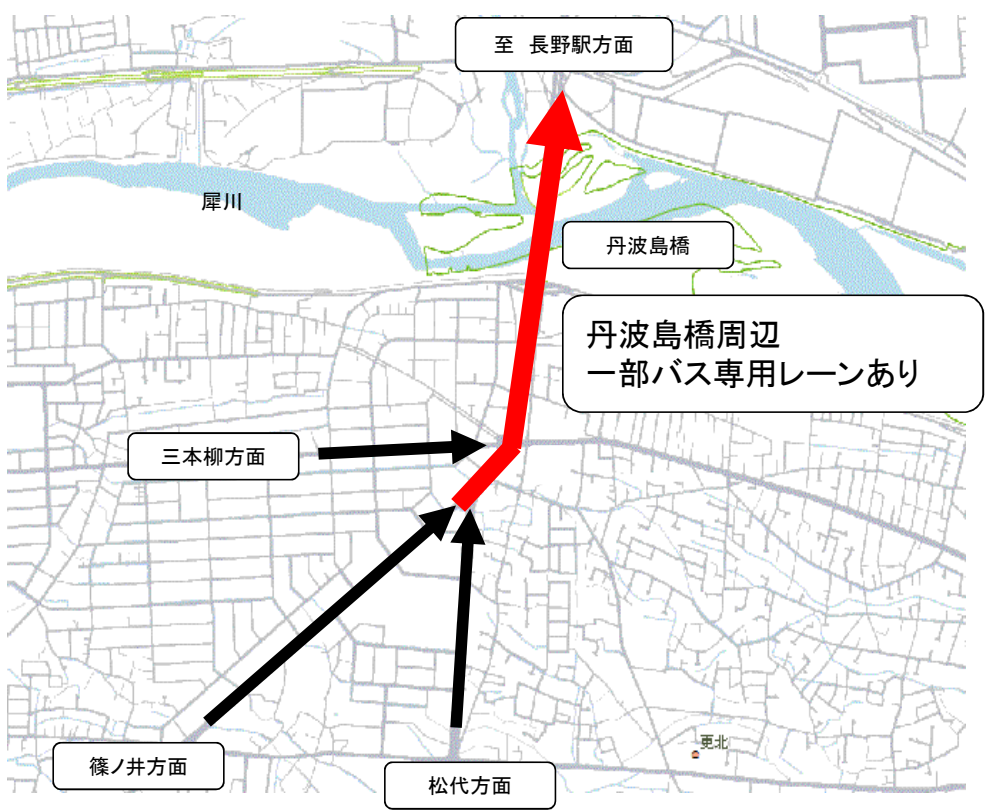 至 長野駅方面
犀川
丹波島橋
丹波島橋周辺
一部バス専用レーンあり
三本柳方面
更北
篠ノ井方面
松代方面